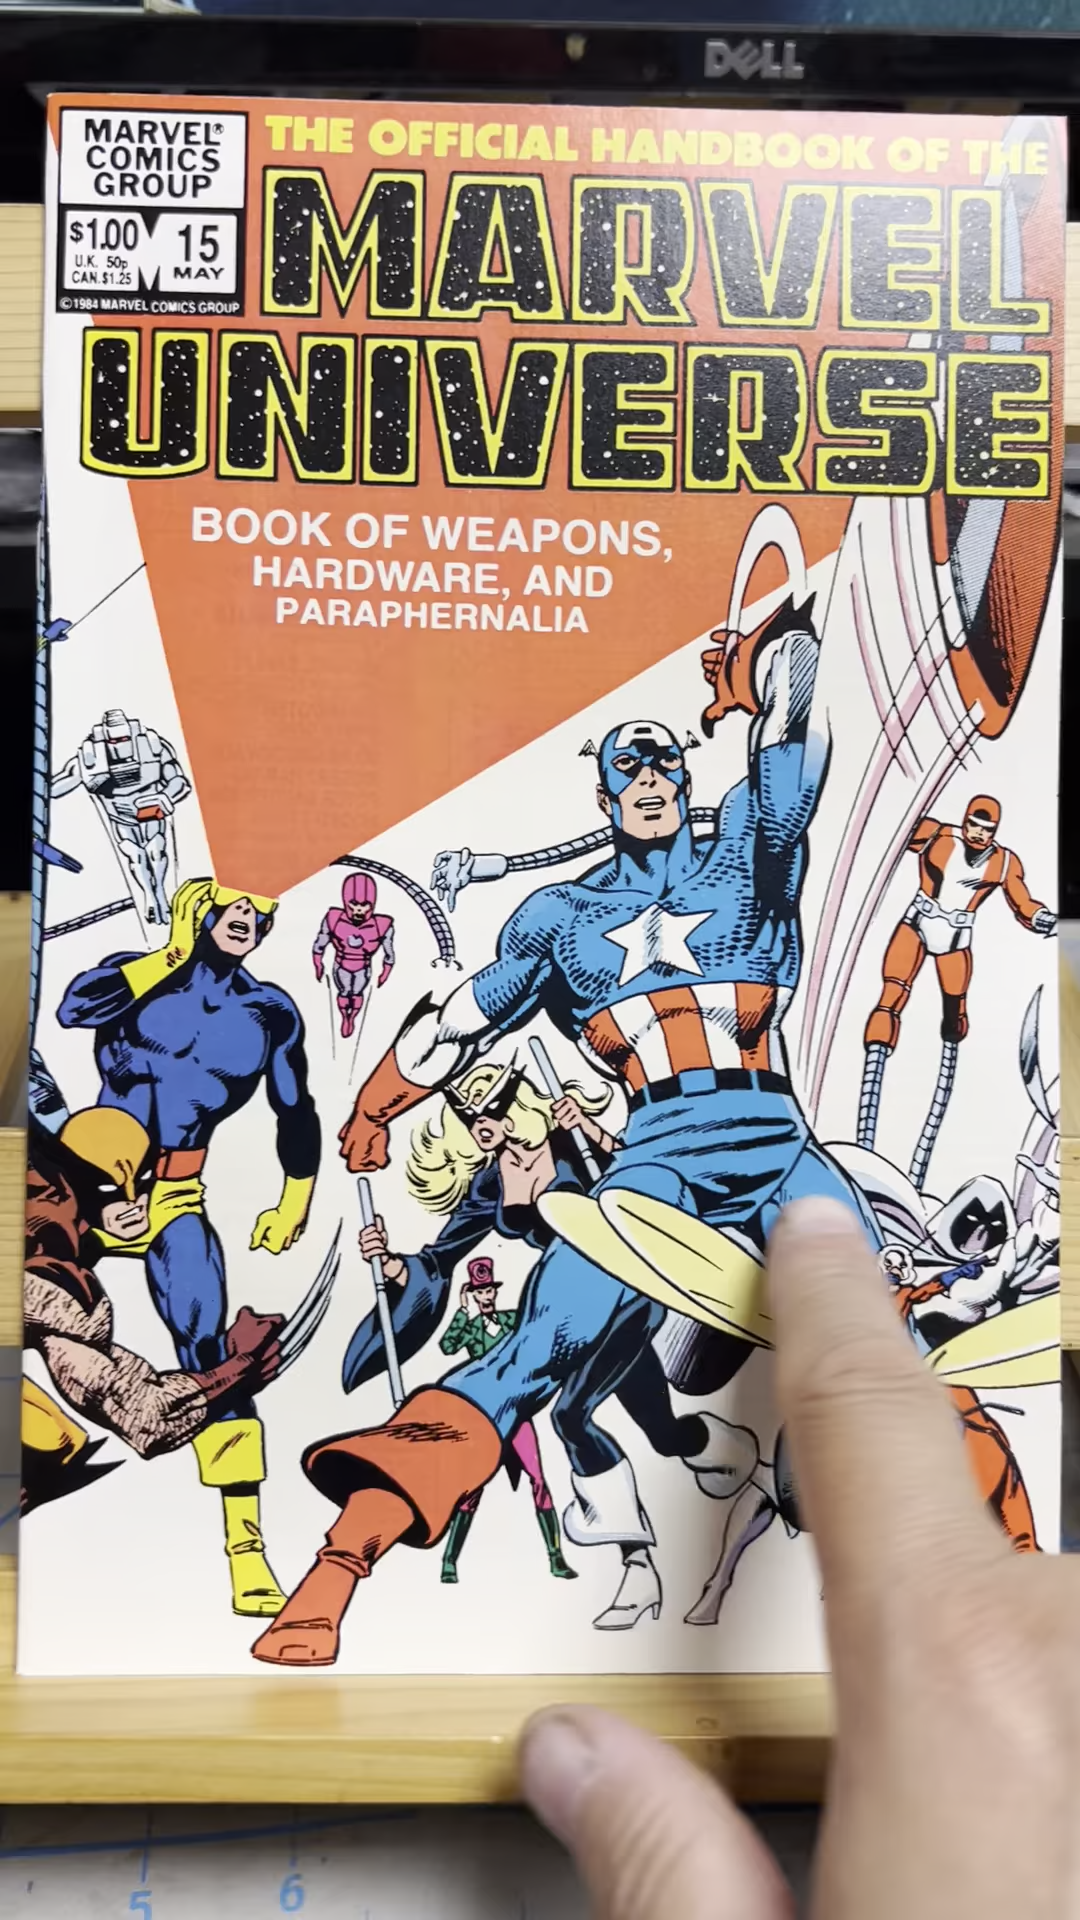 DELL
MARVEL®
COMICS
GROUP
$1.00
U.K. 50p
CAN.$1.25
15
MAY
©1984 MARVEL COMICS GROUP
THE OFFICIAL HANDBOOK OF THE
MARVEL
UNIVERSE
BOOK OF WEAPONS,
HARDWARE, AND
PARAPHERNALIA
A
5
6